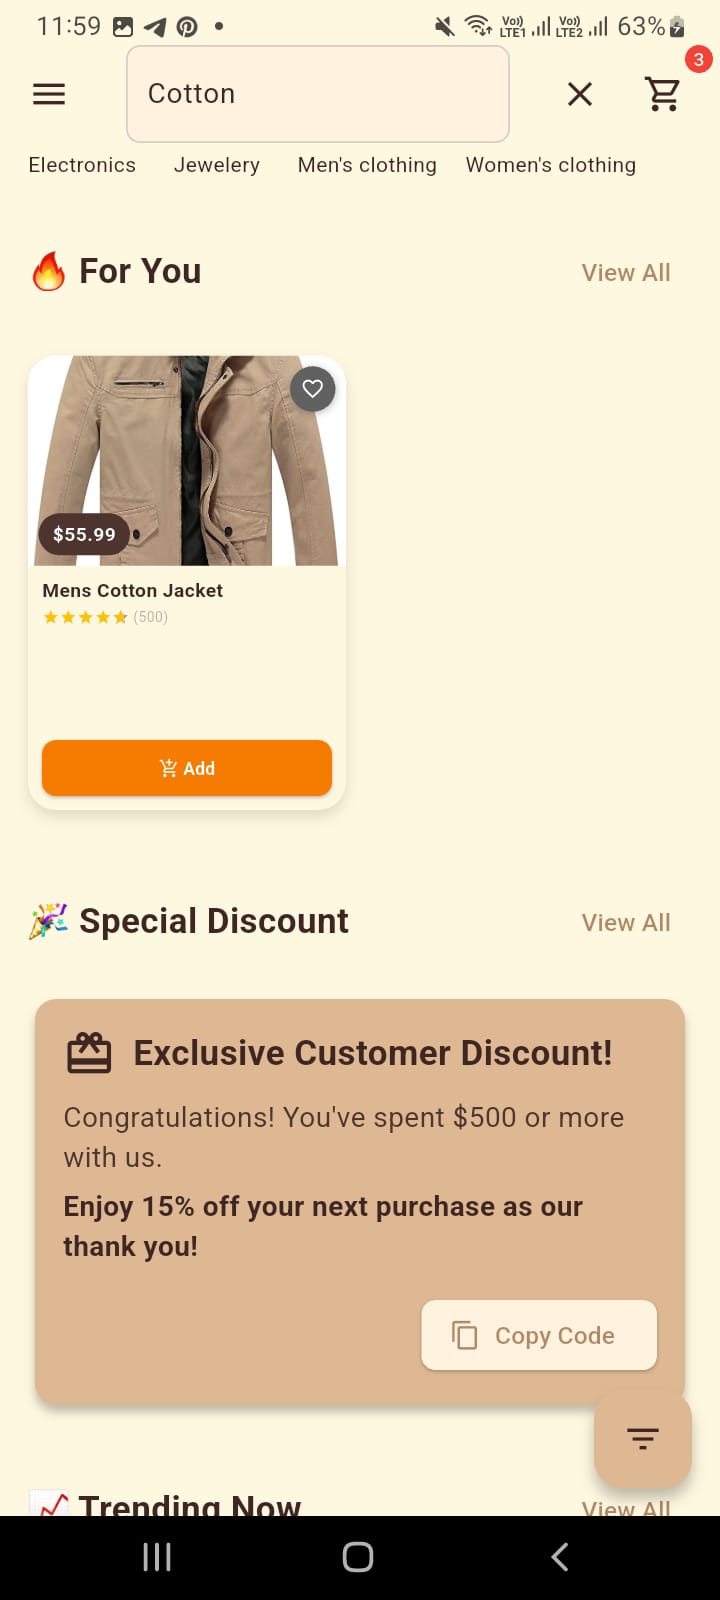 11:59
Vo)) LTE1 Vo)) LTE2 63%
3
Cotton
Electronics Jewelery Men's clothing Women's clothing
🔥 For You View All
$55.99
Mens Cotton Jacket
(500)
Add
🎉 Special Discount View All
Exclusive Customer Discount!
Congratulations! You've spent $500 or more
with us.
Enjoy 15% off your next purchase as our
thank you!
Copy Code
📈 Trending Now View All